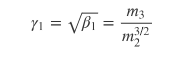 γ₁ = √β₁ = m₃ / m₂^{3/2}